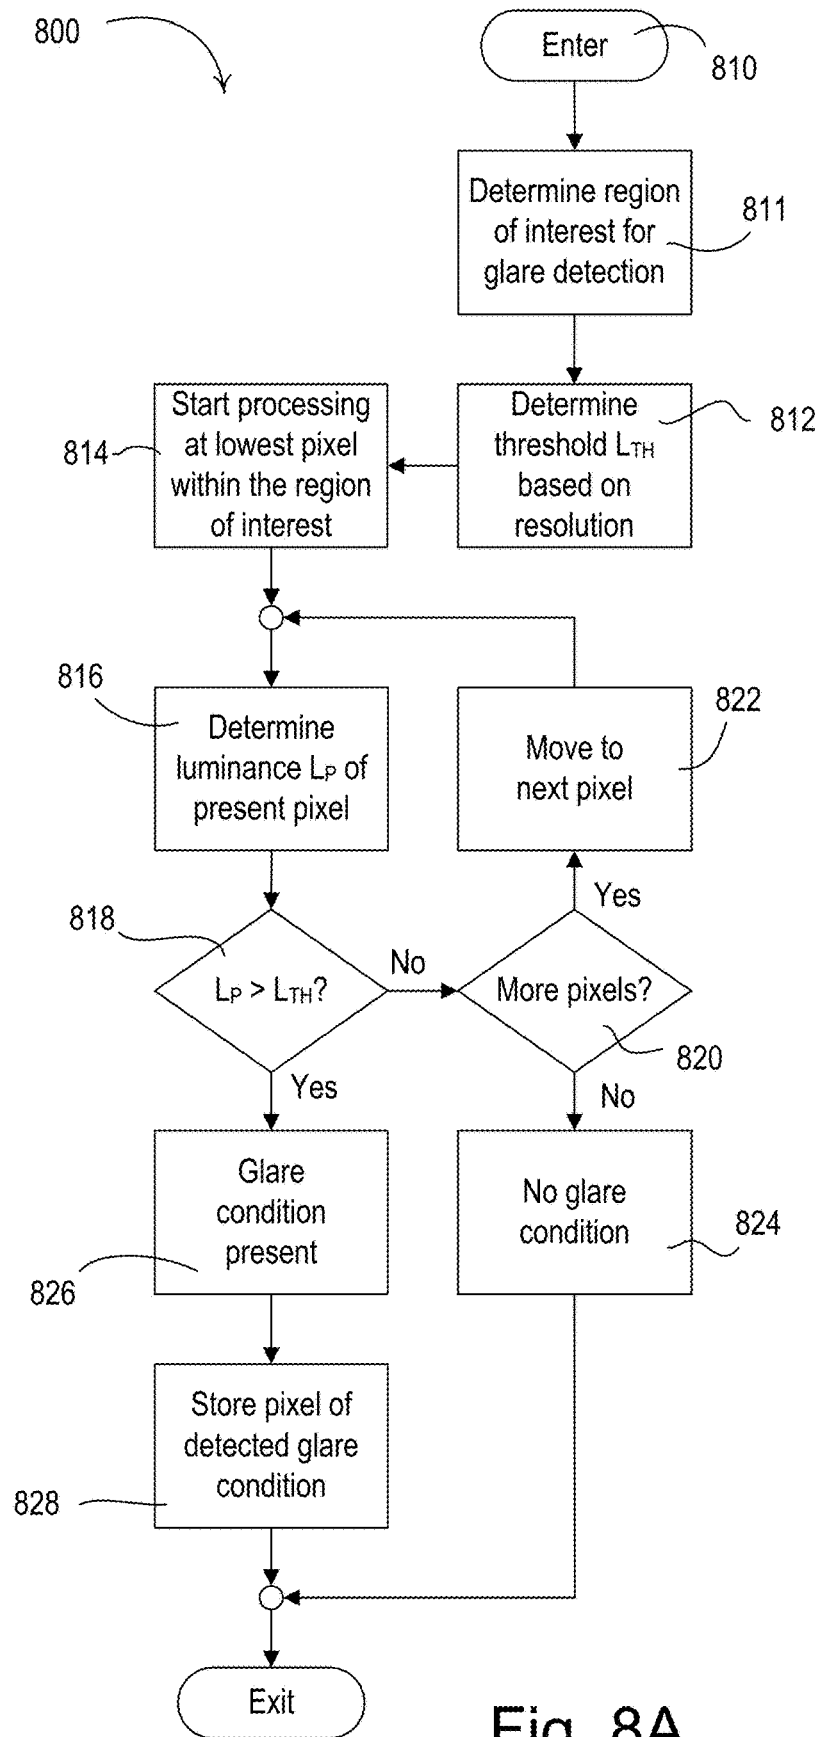 800
Enter
810
Determine region
of interest for
glare detection
811
Start processing
at lowest pixel
within the region
of interest
814
Determine
threshold LTH
based on
resolution
812
816
Determine
luminance LP of
present pixel
Move to
next pixel
822
818
LP > LTH?
No
Yes
More pixels?
820
Yes
No
Glare
condition
present
826
No glare
condition
824
Store pixel of
detected glare
condition
828
Exit
Fig. 8A